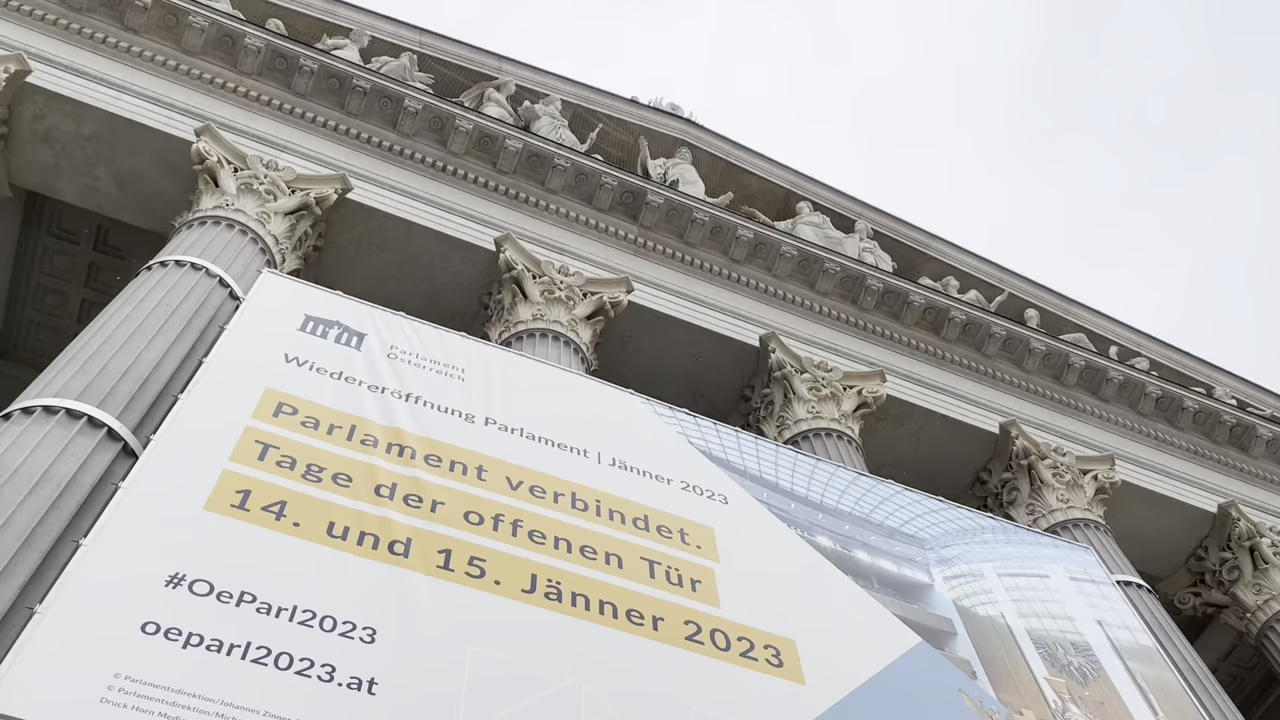 Parlament
Österreich
Wiedereröffnung Parlament | Jänner 2023
Parlament verbindet.
Tage der offenen Tür
14. und 15. Jänner 2023
#OeParl2023
oeparl2023.at
© Parlamentsdirektion/Johannes Zinner
© Parlamentsdirektion/
Druck Horn